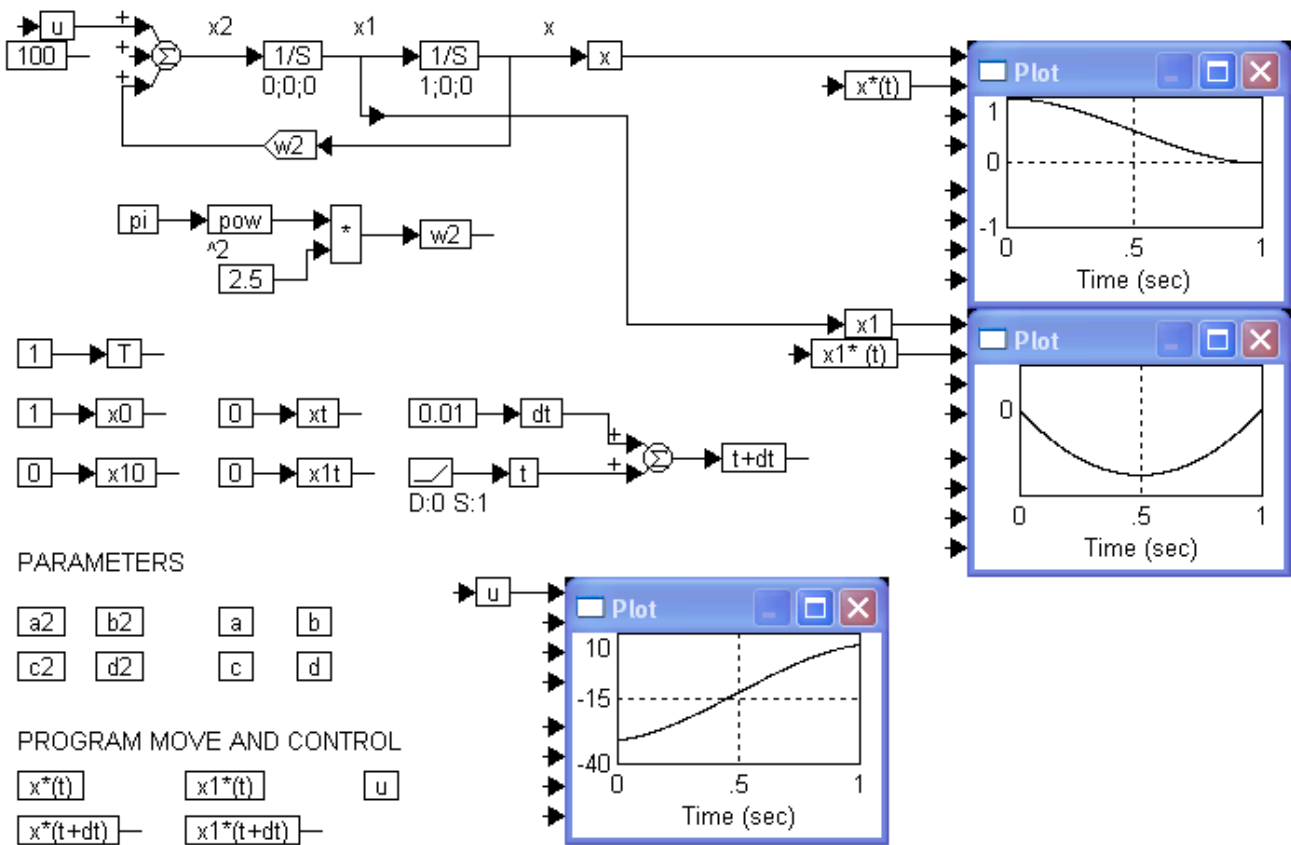 u + x2 x1 x
100 + Σ 1/S 1/S x
+ 0;0;0 1;0;0 x*(t)
w2
Plot
1
0
-1
0 .5 1
Time (sec)
pi pow * w2
^2
2.5
x1
x1* (t)
Plot
0
0 .5 1
Time (sec)
1 T
1 x0 0 xt 0.01 dt +
0 x10 0 x1t t + Σ t+dt
D:0 S:1
PARAMETERS
a2 b2 a b
c2 d2 c d
u
Plot
10
-15
-40
0 .5 1
Time (sec)
PROGRAM MOVE AND CONTROL
x*(t) x1*(t) u
x*(t+dt) x1*(t+dt)